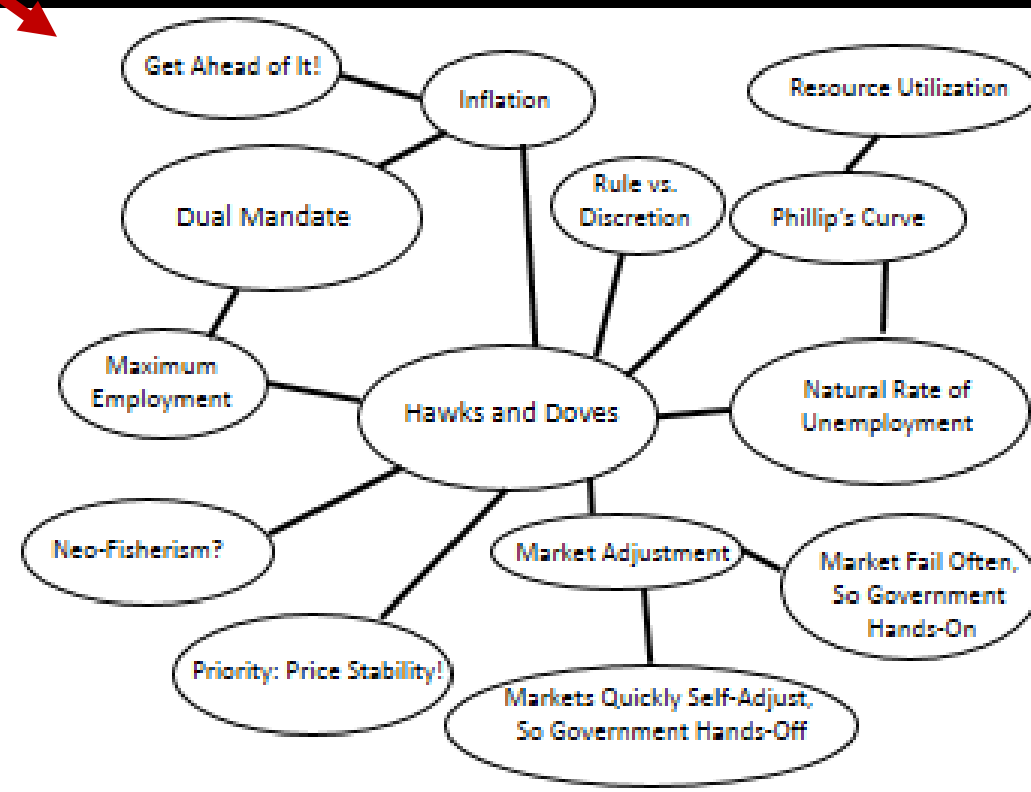 Get Ahead of It!
Inflation
Resource Utilization
Dual Mandate
Rule vs.
Discretion
Phillip's Curve
Maximum
Employment
Hawks and Doves
Natural Rate of
Unemployment
Neo-Fisherism?
Market Adjustment
Market Fail Often,
So Government
Hands-On
Priority: Price Stability!
Markets Quickly Self-Adjust,
So Government Hands-Off